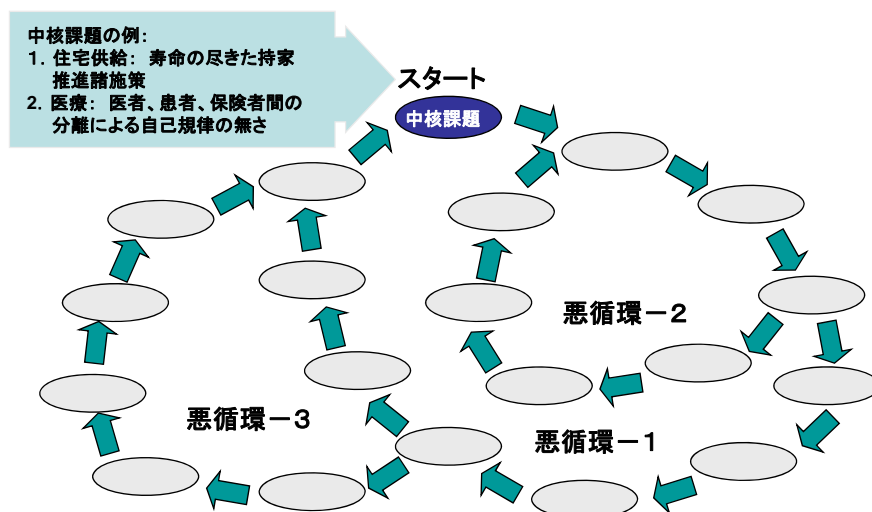 中核課題の例:
1. 住宅供給: 寿命の尽きた持家
推進諸施策
2. 医療: 医者、患者、保険者間の
分離による自己規律の無さ
スタート
中核課題
悪循環－2
悪循環－3
悪循環－1